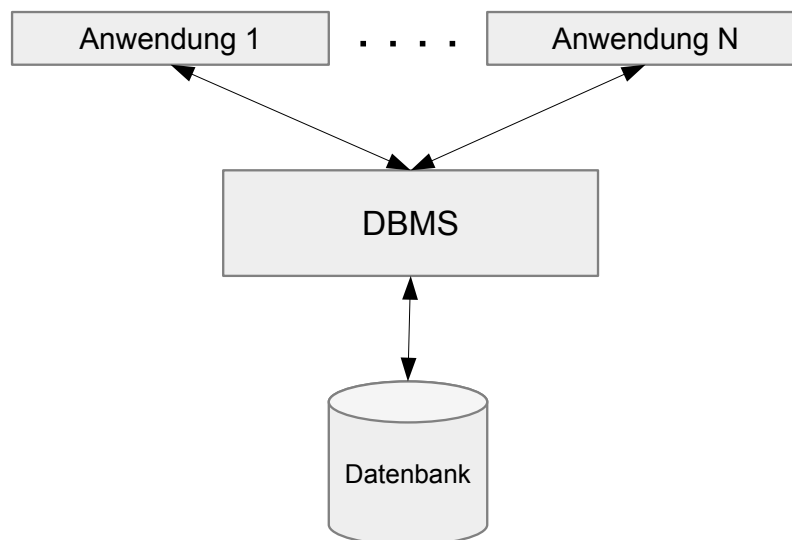 Anwendung 1
. . . .
Anwendung N
DBMS
Datenbank